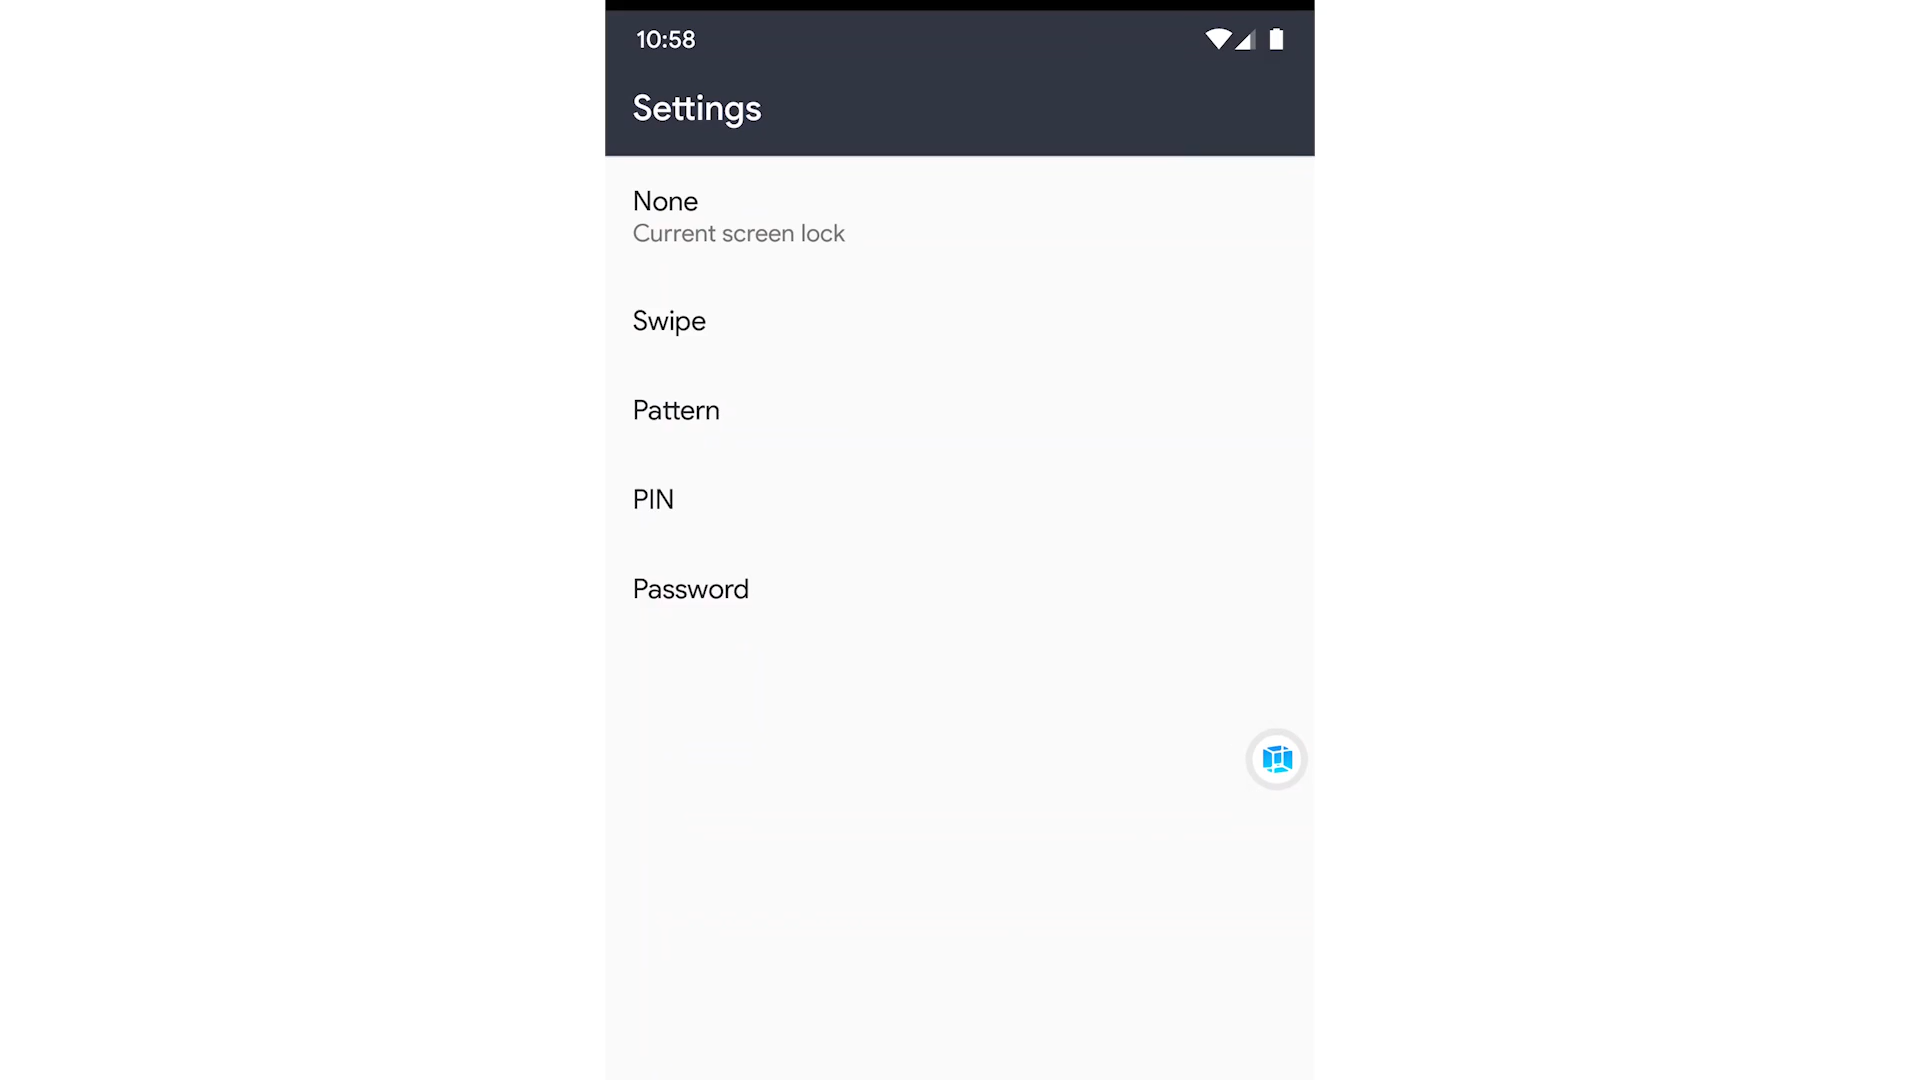 10:58
Settings
None
Current screen lock
Swipe
Pattern
PIN
Password